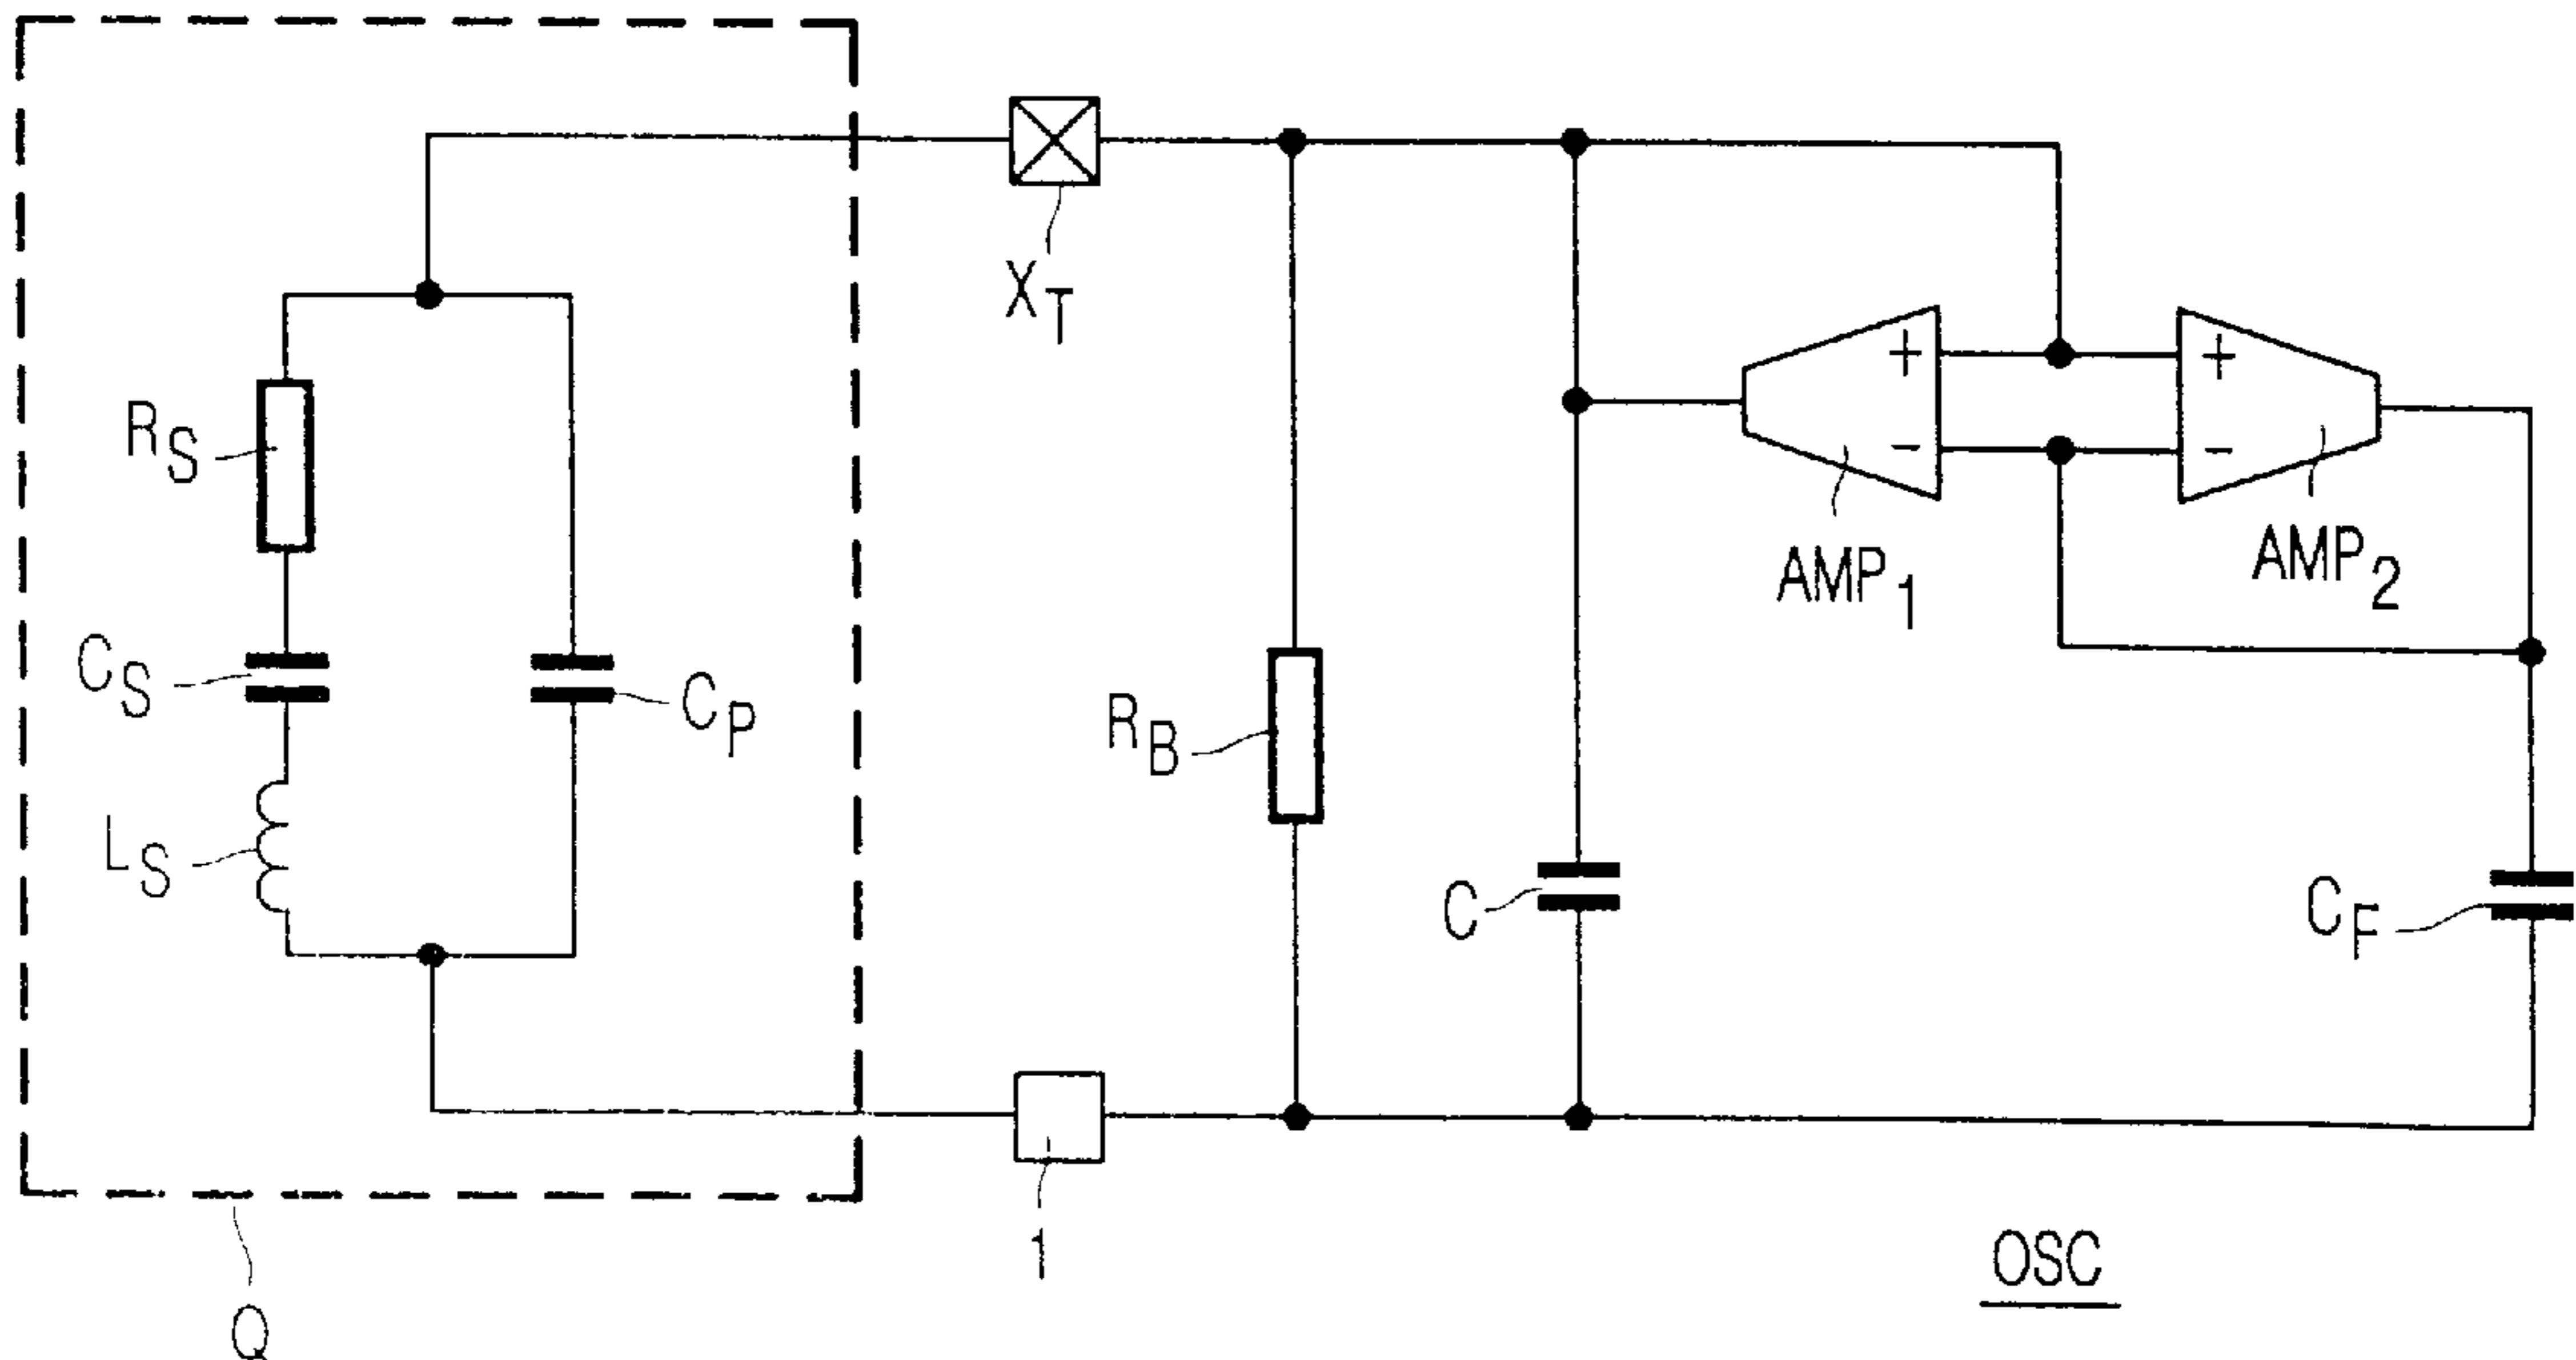 X_T
R_S
+
+
−
−
AMP_1
AMP_2
C_S
C_P
R_B
L_S
C
C_F
1
OSC
Q